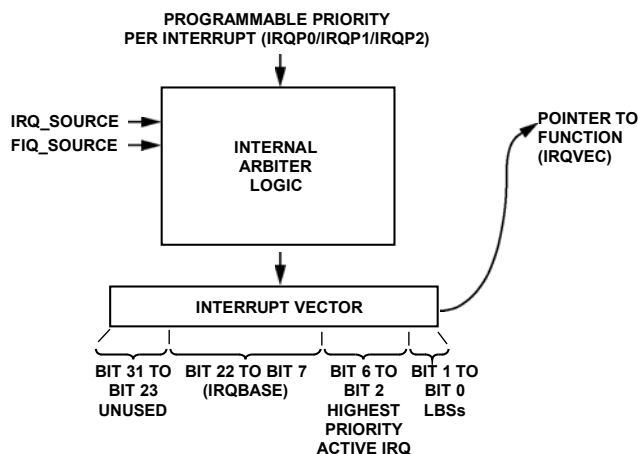 PROGRAMMABLE PRIORITY
PER INTERRUPT (IRQP0/IRQP1/IRQP2)
IRQ_SOURCE
FIQ_SOURCE
INTERNAL
ARBITER
LOGIC
POINTER TO
FUNCTION
(IRQVEC)
INTERRUPT VECTOR
BIT 31 TO
BIT 23
UNUSED
BIT 22 TO BIT 7
(IRQBASE)
BIT 6 TO
BIT 2
HIGHEST
PRIORITY
ACTIVE IRQ
BIT 1 TO
BIT 0
LBSs